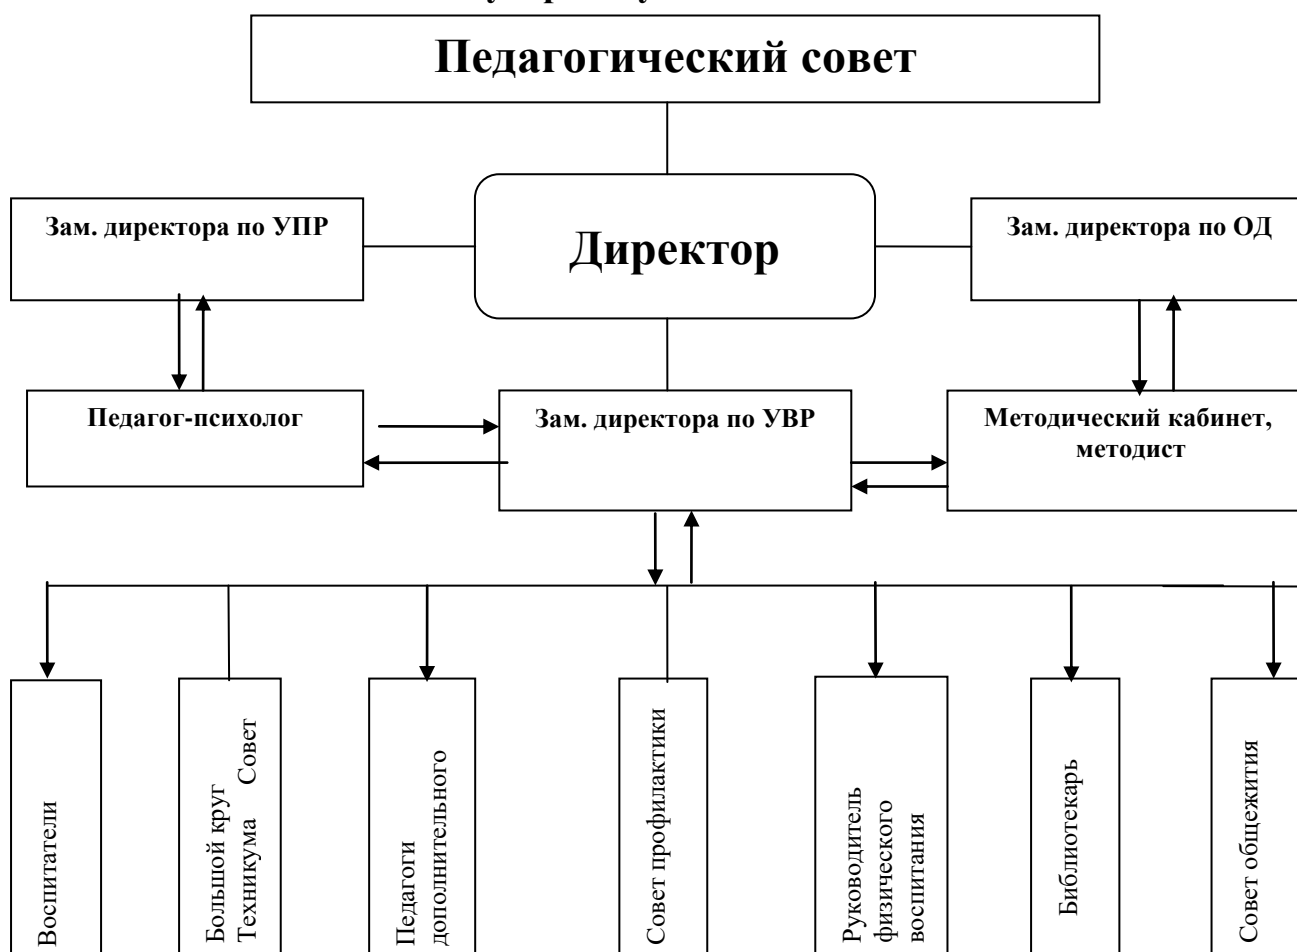 Педагогический совет
Директор
Зам. директора по УПР
Зам. директора по ОД
Педагог-психолог
Зам. директора по УВР
Методический кабинет,
методист
Воспитатели
Большой круг
Техникума Совет
Педагоги
дополнительного
Совет профилактики
Руководитель
физического
воспитания
Библиотекарь
Совет общежития